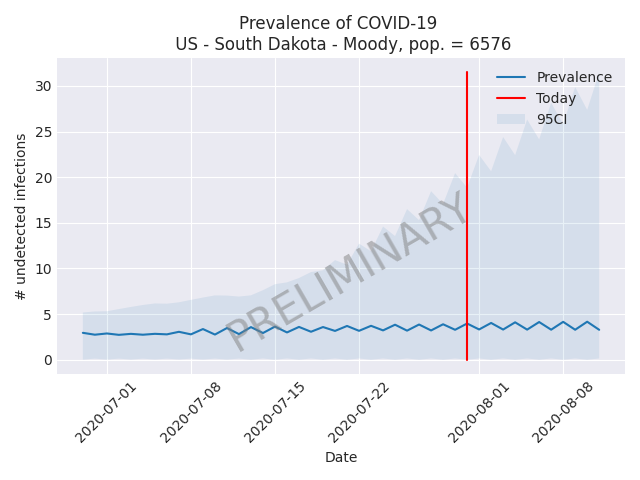 Prevalence of COVID-19
US - South Dakota - Moody, pop. = 6576
Prevalence
Today
95CI
# undetected infections
30
25
20
15
10
5
0
PRELIMINARY
2020-07-01
2020-07-08
2020-07-15
2020-07-22
2020-08-01
2020-08-08
Date